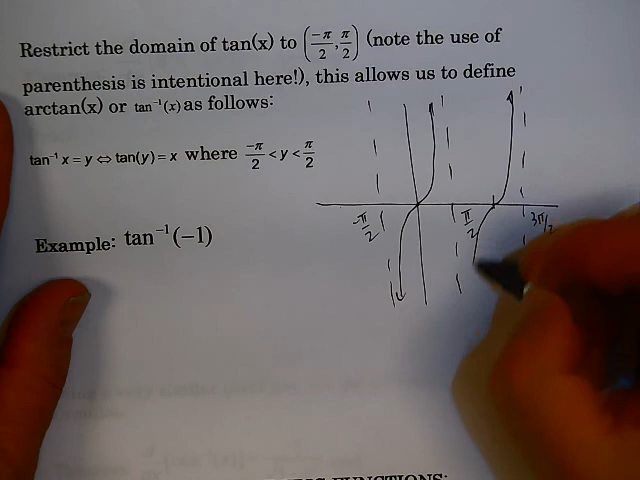 Restrict the domain of tan(x) to (-π/2, π/2) (note the use of
parenthesis is intentional here!), this allows us to define
arctan(x) or tan⁻¹(x) as follows:
tan⁻¹ x = y ⇔ tan(y) = x where -π/2 < y < π/2
-π/2 π/2 3π/2
Example: tan⁻¹(-1)
FUNCTIONS: